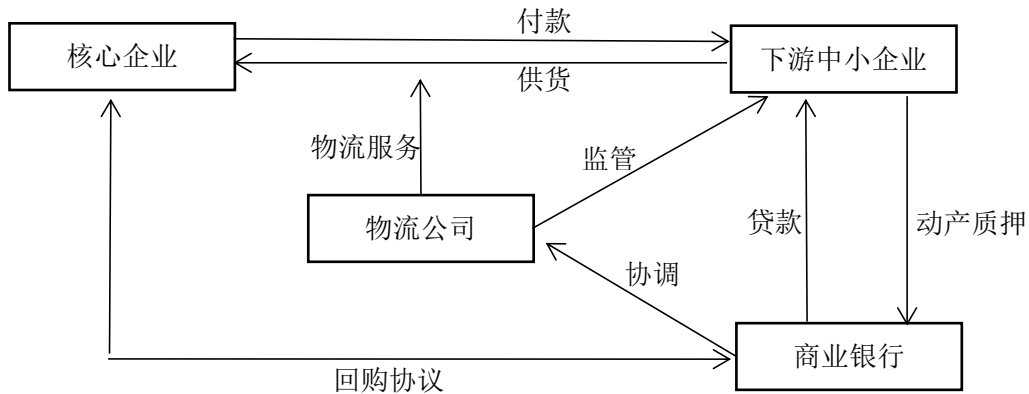 付款
核心企业
下游中小企业
供货
物流服务
监管
物流公司
贷款
动产质押
协调
商业银行
回购协议